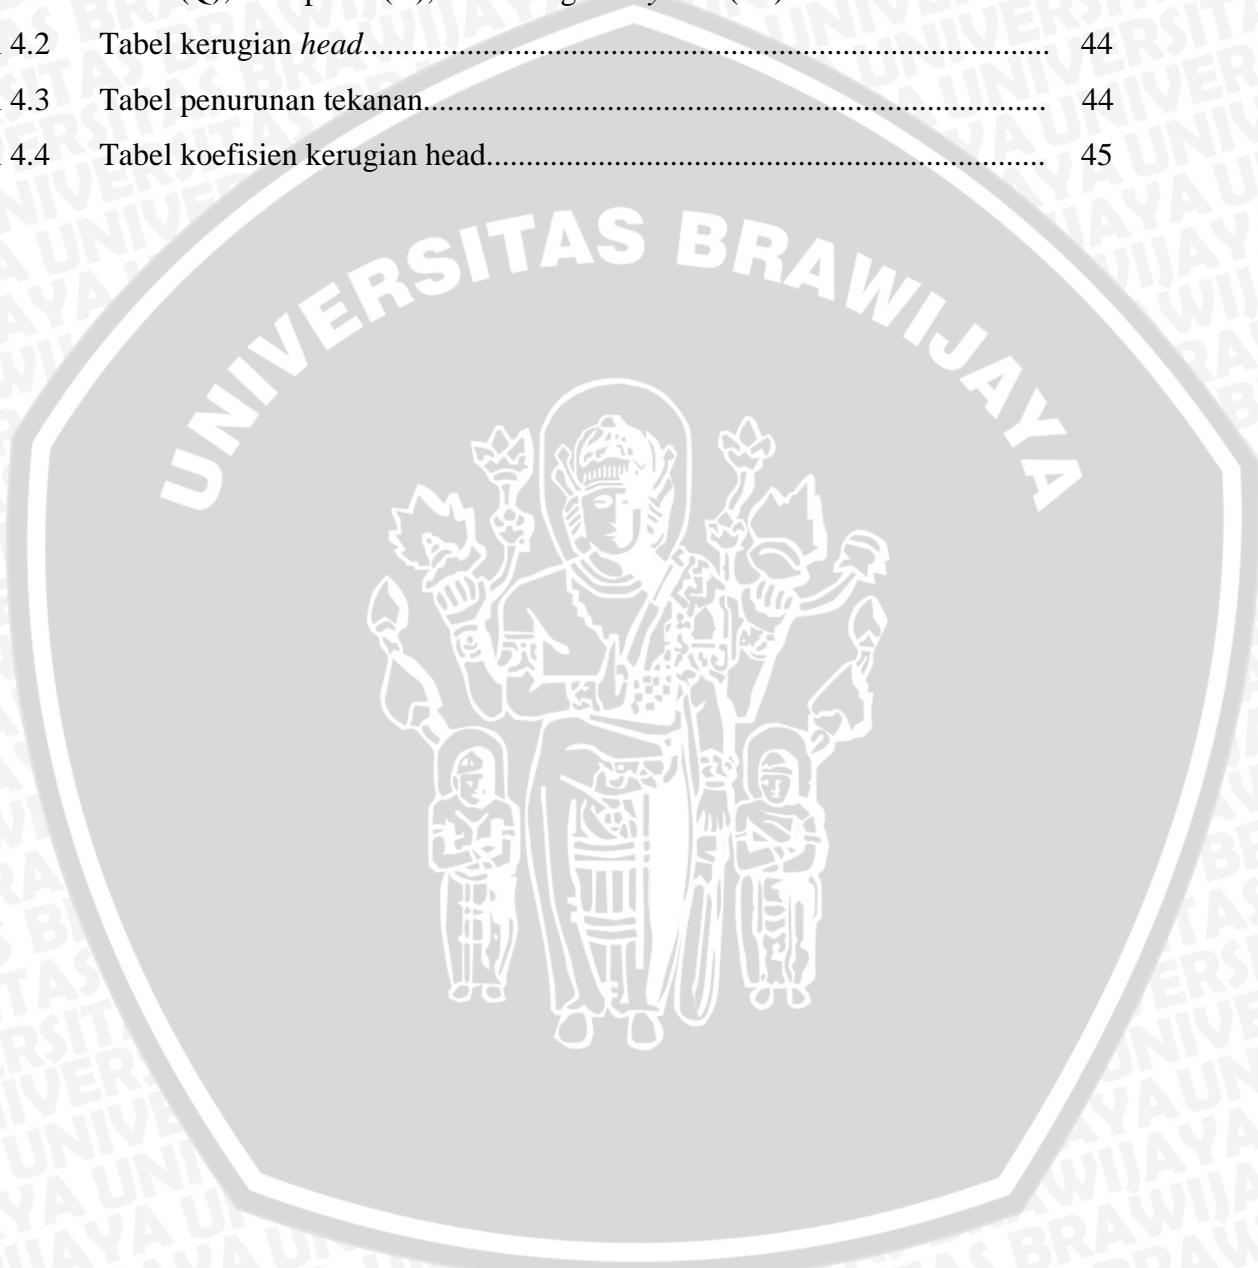 4.2 Tabel kerugian head.................................................................................... 44
4.3 Tabel penurunan tekanan............................................................................ 44
4.4 Tabel koefisien kerugian head.................................................................... 45
UNIVERSITAS BRAWIJAYA